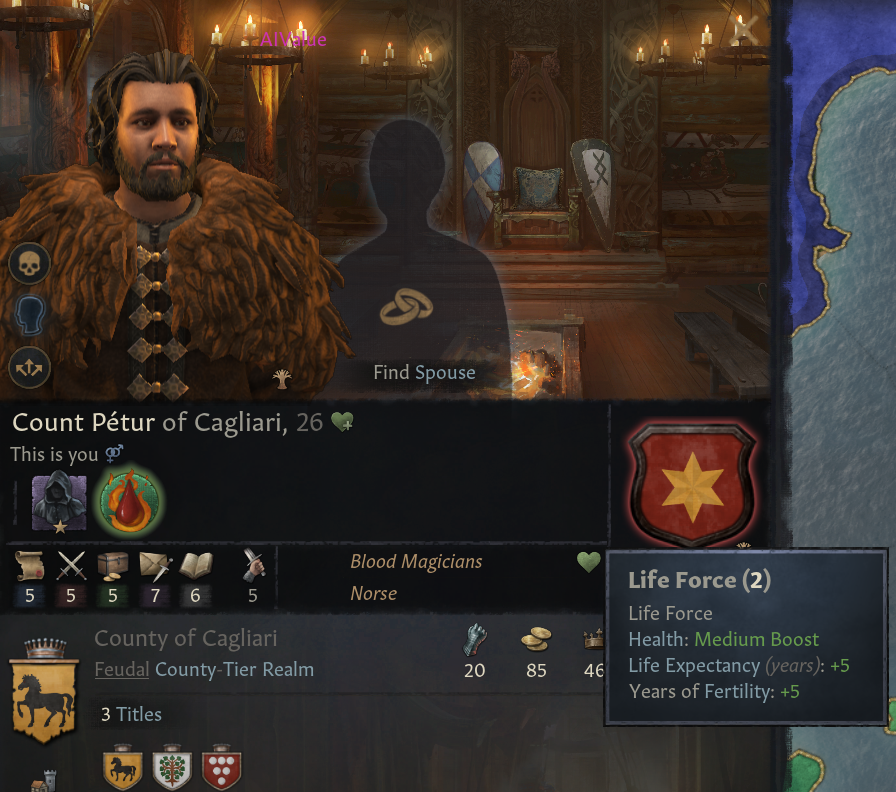 AIValue
Find Spouse
Count Pétur of Cagliari, 26
This is you
5 5 5 7 6 5
Blood Magicians
Norse
County of Cagliari
Feudal County-Tier Realm
20 85 46
3 Titles
Life Force (2)
Life Force
Health: Medium Boost
Life Expectancy (years): +5
Years of Fertility: +5